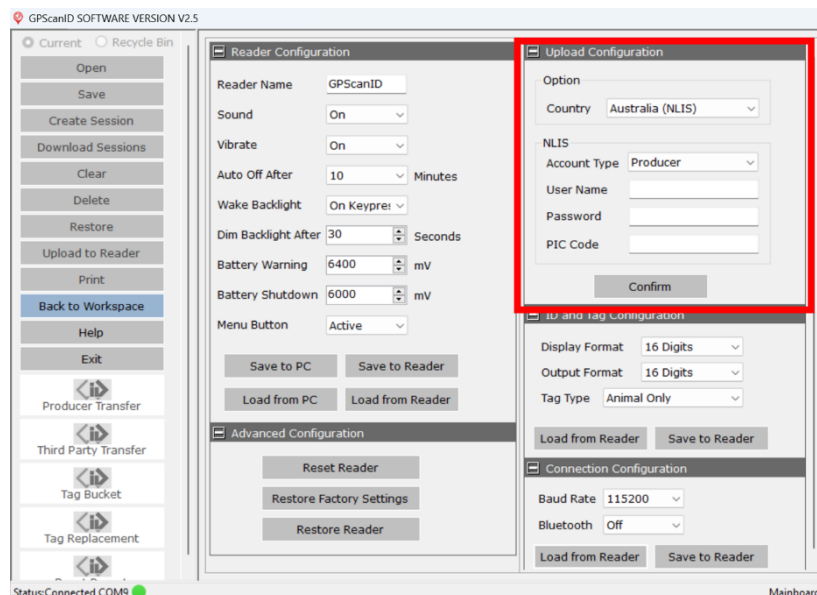 GPScanID SOFTWARE VERSION V2.5
Current Recycle Bin
Open
Save
Create Session
Download Sessions
Clear
Delete
Restore
Upload to Reader
Print
Back to Workspace
Help
Exit
Producer Transfer
Third Party Transfer
Tag Bucket
Tag Replacement
Status:Connected COM9
Reader Configuration
Reader Name GPScanID
Sound On
Vibrate On
Auto Off After 10 Minutes
Wake Backlight On Keypres
Dim Backlight After 30 Seconds
Battery Warning 6400 mV
Battery Shutdown 6000 mV
Menu Button Active
Save to PC Save to Reader
Load from PC Load from Reader
Advanced Configuration
Reset Reader
Restore Factory Settings
Restore Reader
Upload Configuration
Option
Country Australia (NLIS)
NLIS
Account Type Producer
User Name
Password
PIC Code
Confirm
ID and Tag Configuration
Display Format 16 Digits
Output Format 16 Digits
Tag Type Animal Only
Load from Reader Save to Reader
Connection Configuration
Baud Rate 115200
Bluetooth Off
Load from Reader Save to Reader
Mainboard